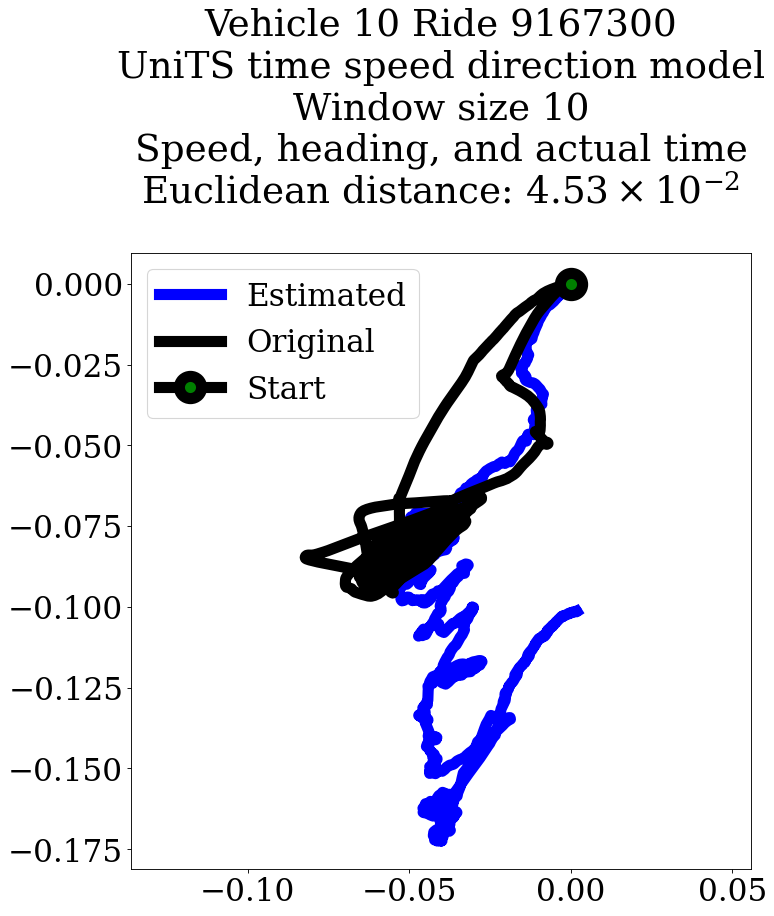 Vehicle 10 Ride 9167300
UniTS time speed direction model
Window size 10
Speed, heading, and actual time
Euclidean distance: 4.53 × 10⁻²
Estimated
Original
Start
0.000
−0.025
−0.050
−0.075
−0.100
−0.125
−0.150
−0.175
−0.10
−0.05
0.00
0.05